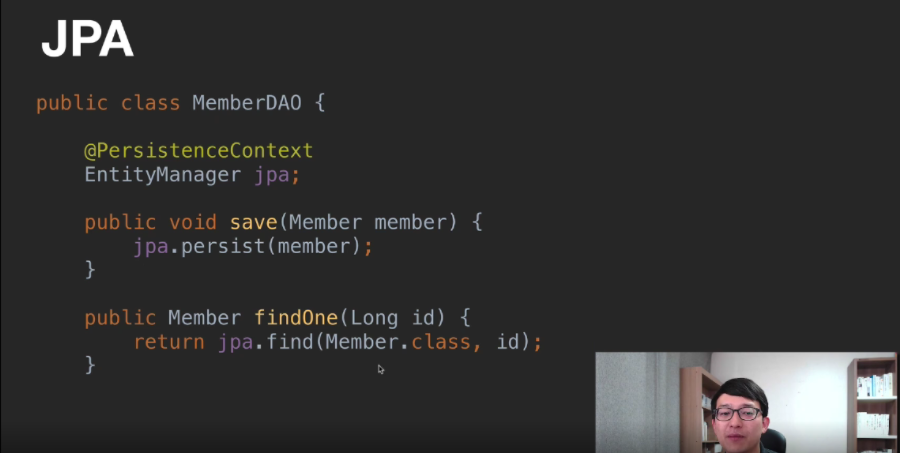 JPA
public class MemberDAO {
@PersistenceContext
EntityManager jpa;
public void save(Member member) {
jpa.persist(member);
}
public Member findOne(Long id) {
return jpa.find(Member.class, id);
}